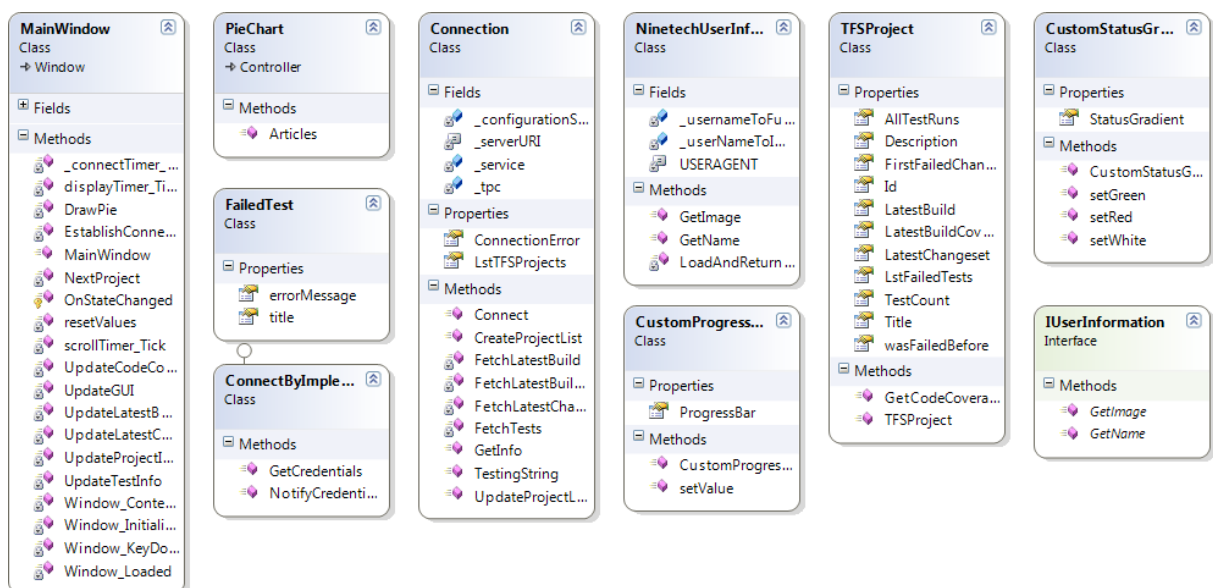 MainWindow
Class
Window
Fields
Methods
_connectTimer_...
displayTimer_Ti...
DrawPie
EstablishConne...
MainWindow
NextProject
OnStateChanged
resetValues
scrollTimer_Tick
UpdateCodeCo...
UpdateGUI
UpdateLatestB...
UpdateLatestC...
UpdateProjectI...
UpdateTestInfo
Window_Conte...
Window_Initiali...
Window_KeyDo...
Window_Loaded
PieChart
Class
Controller
Methods
Articles
FailedTest
Class
Properties
errorMessage
title
ConnectByImple...
Class
Methods
GetCredentials
NotifyCredenti...
Connection
Class
Fields
_configurationS...
_serverURI
_service
_tpc
Properties
ConnectionError
LstTFSProjects
Methods
Connect
CreateProjectList
FetchLatestBuild
FetchLatestBuil...
FetchLatestCha...
FetchTests
GetInfo
TestingString
UpdateProjectL...
NinetechUserInf...
Class
Fields
_usernameToFu...
_userNameToI...
USERAGENT
Methods
GetImage
GetName
LoadAndReturn...
CustomProgress...
Class
Properties
ProgressBar
Methods
CustomProgres...
setValue
TFSProject
Class
Properties
AllTestRuns
Description
FirstFailedChan...
Id
LatestBuild
LatestBuildCov...
LatestChangeset
LstFailedTests
TestCount
Title
wasFailedBefore
Methods
GetCodeCovera...
TFSProject
CustomStatusGr...
Class
Properties
StatusGradient
Methods
CustomStatusG...
setGreen
setRed
setWhite
IUserInformation
Interface
Methods
GetImage
GetName